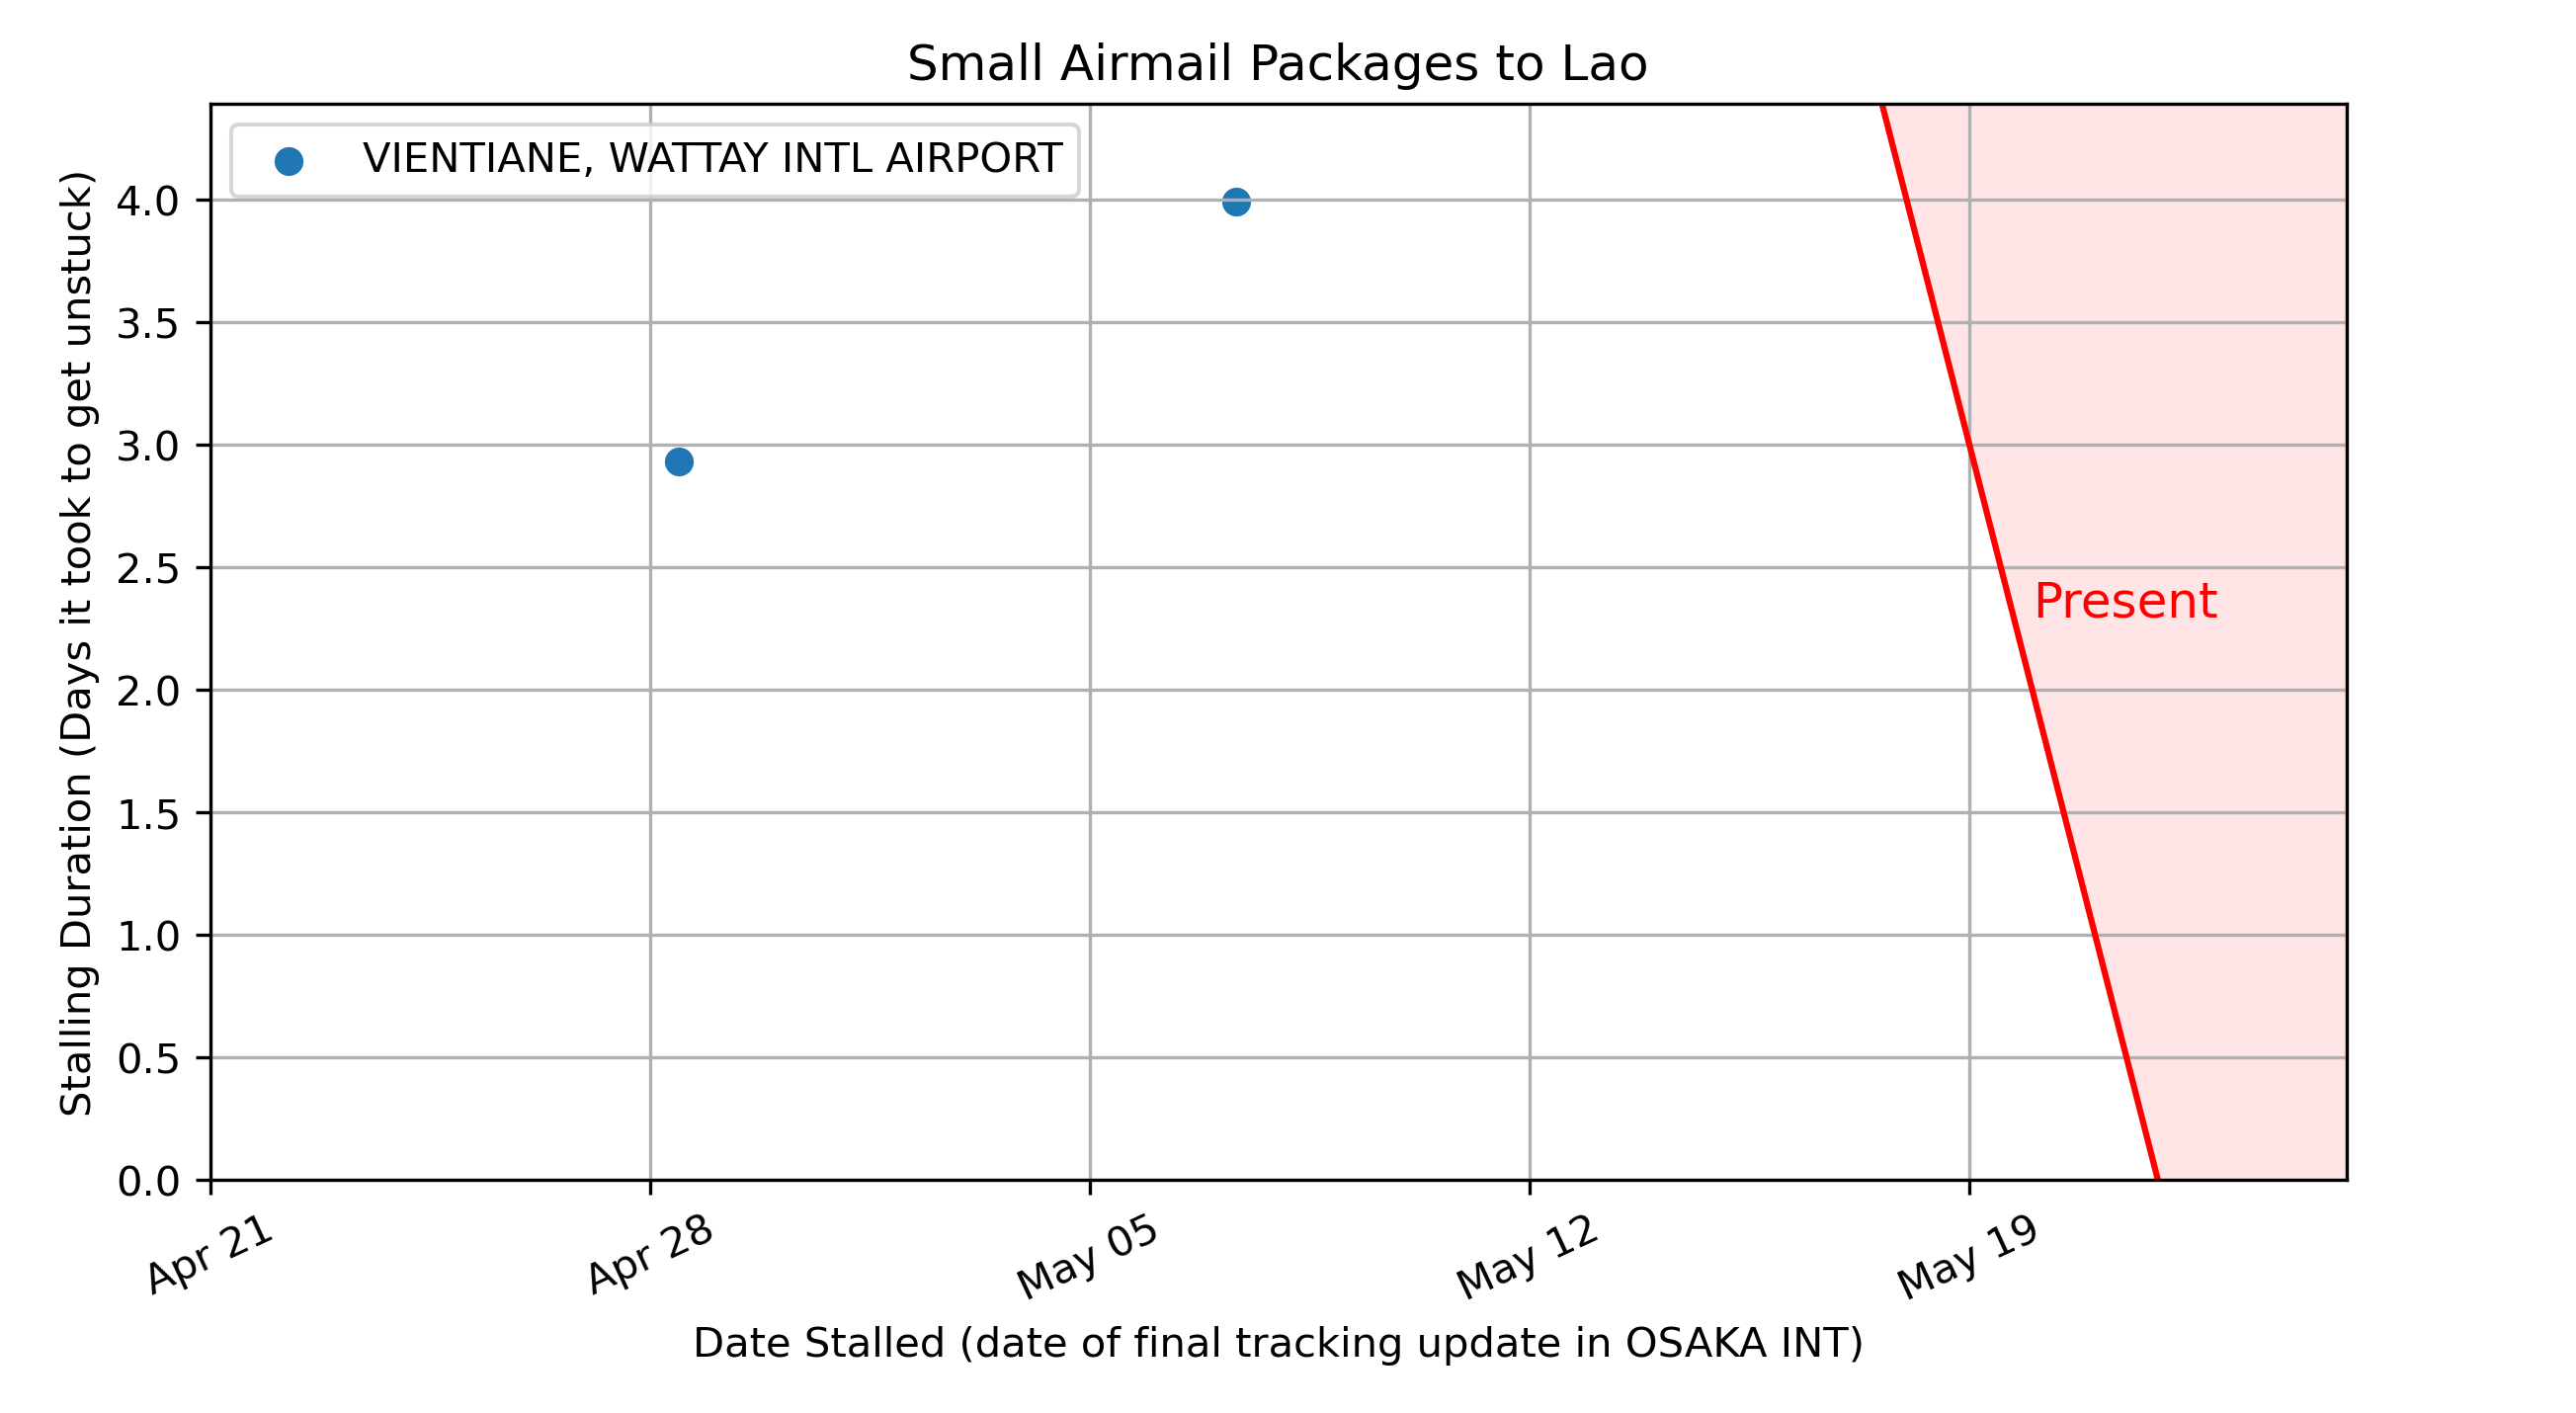 Small Airmail Packages to Lao
VIENTIANE, WATTAY INTL AIRPORT
Stalling Duration (Days it took to get unstuck)
4.0
3.5
3.0
2.5
2.0
1.5
1.0
0.5
0.0
Present
Apr 21
Apr 28
May 05
May 12
May 19
Date Stalled (date of final tracking update in OSAKA INT)